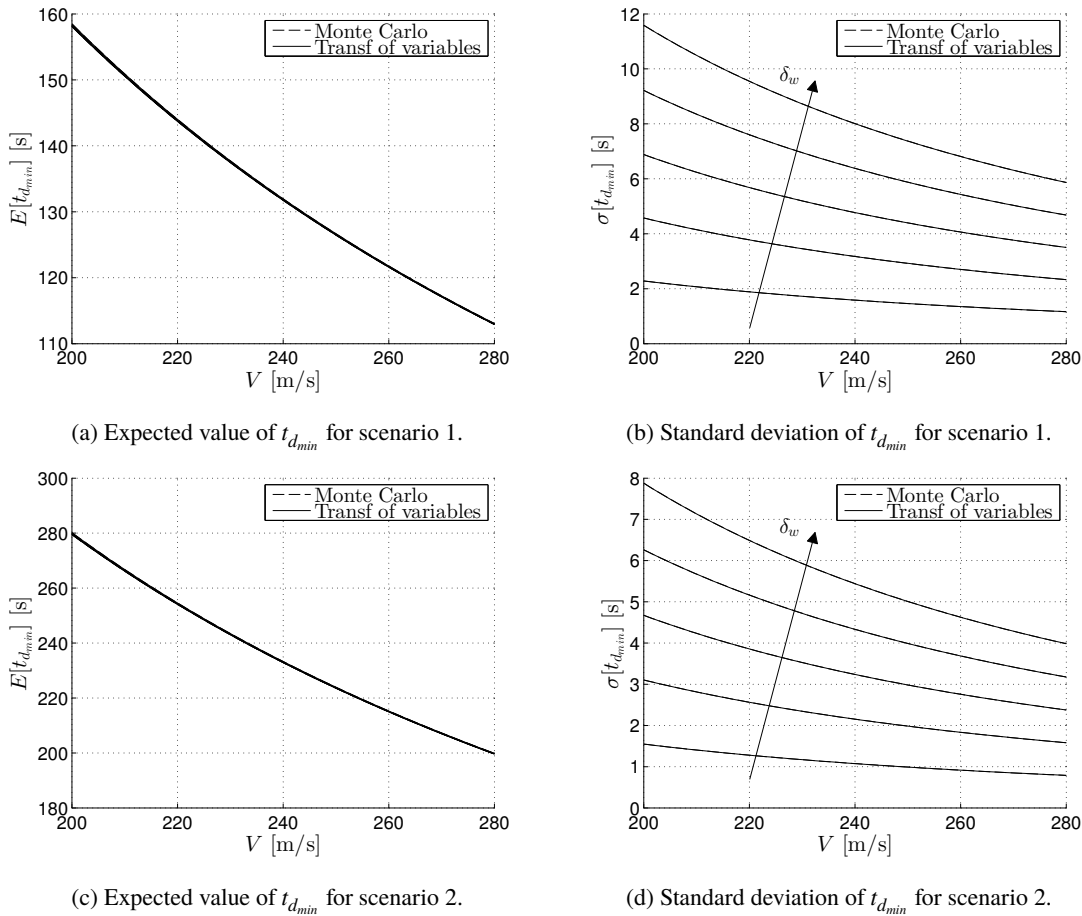 160
150
140
130
120
110
200
220
240
260
280
E[t_{d_{min}}] [s]
V [m/s]
Monte Carlo
Transf of variables
(a) Expected value of t_{d_{min}} for scenario 1.
12
10
8
6
4
2
0
200
220
240
260
280
σ[t_{d_{min}}] [s]
V [m/s]
Monte Carlo
Transf of variables
δ_w
(b) Standard deviation of t_{d_{min}} for scenario 1.
300
280
260
240
220
200
180
200
220
240
260
280
E[t_{d_{min}}] [s]
V [m/s]
Monte Carlo
Transf of variables
(c) Expected value of t_{d_{min}} for scenario 2.
8
7
6
5
4
3
2
1
0
200
220
240
260
280
σ[t_{d_{min}}] [s]
V [m/s]
Monte Carlo
Transf of variables
δ_w
(d) Standard deviation of t_{d_{min}} for scenario 2.